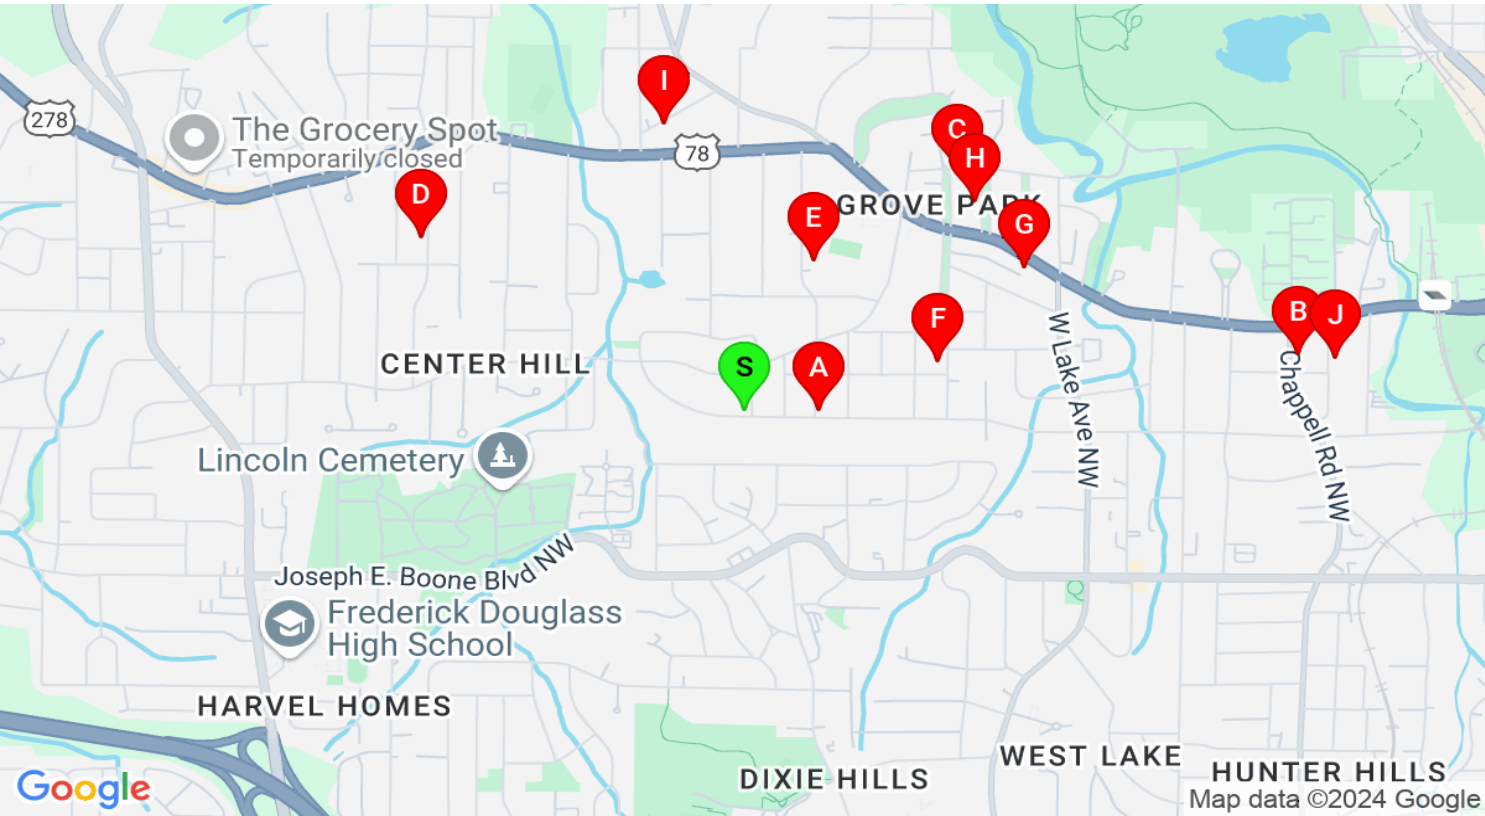 I
278
The Grocery Spot
Temporarily closed
78
C
H
D
E
GROVE PARK
G
F
B
J
S
A
CENTER HILL
W Lake Ave NW
Chappell Rd NW
Lincoln Cemetery
Joseph E. Boone Blvd NW
Frederick Douglass
High School
HARVEL HOMES
WEST LAKE
DIXIE HILLS
HUNTER HILLS
Google
Map data ©2024 Google